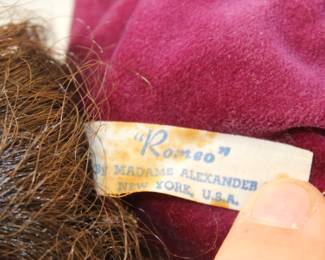 "Romeo"
By MADAME ALEXANDER
NEW YORK, U.S.A.